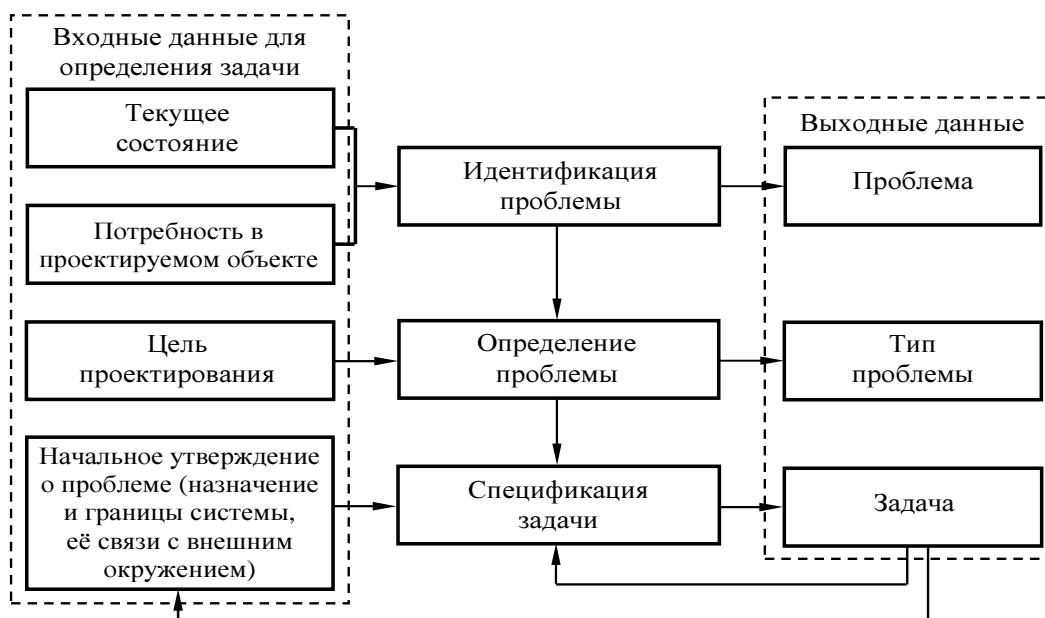 Входные данные для
определения задачи
Текущее
состояние
Потребность в
проектируемом объекте
Цель
проектирования
Начальное утверждение
о проблеме (назначение
и границы системы,
её связи с внешним
окружением)
Идентификация
проблемы
Определение
проблемы
Спецификация
задачи
Выходные данные
Проблема
Тип
проблемы
Задача